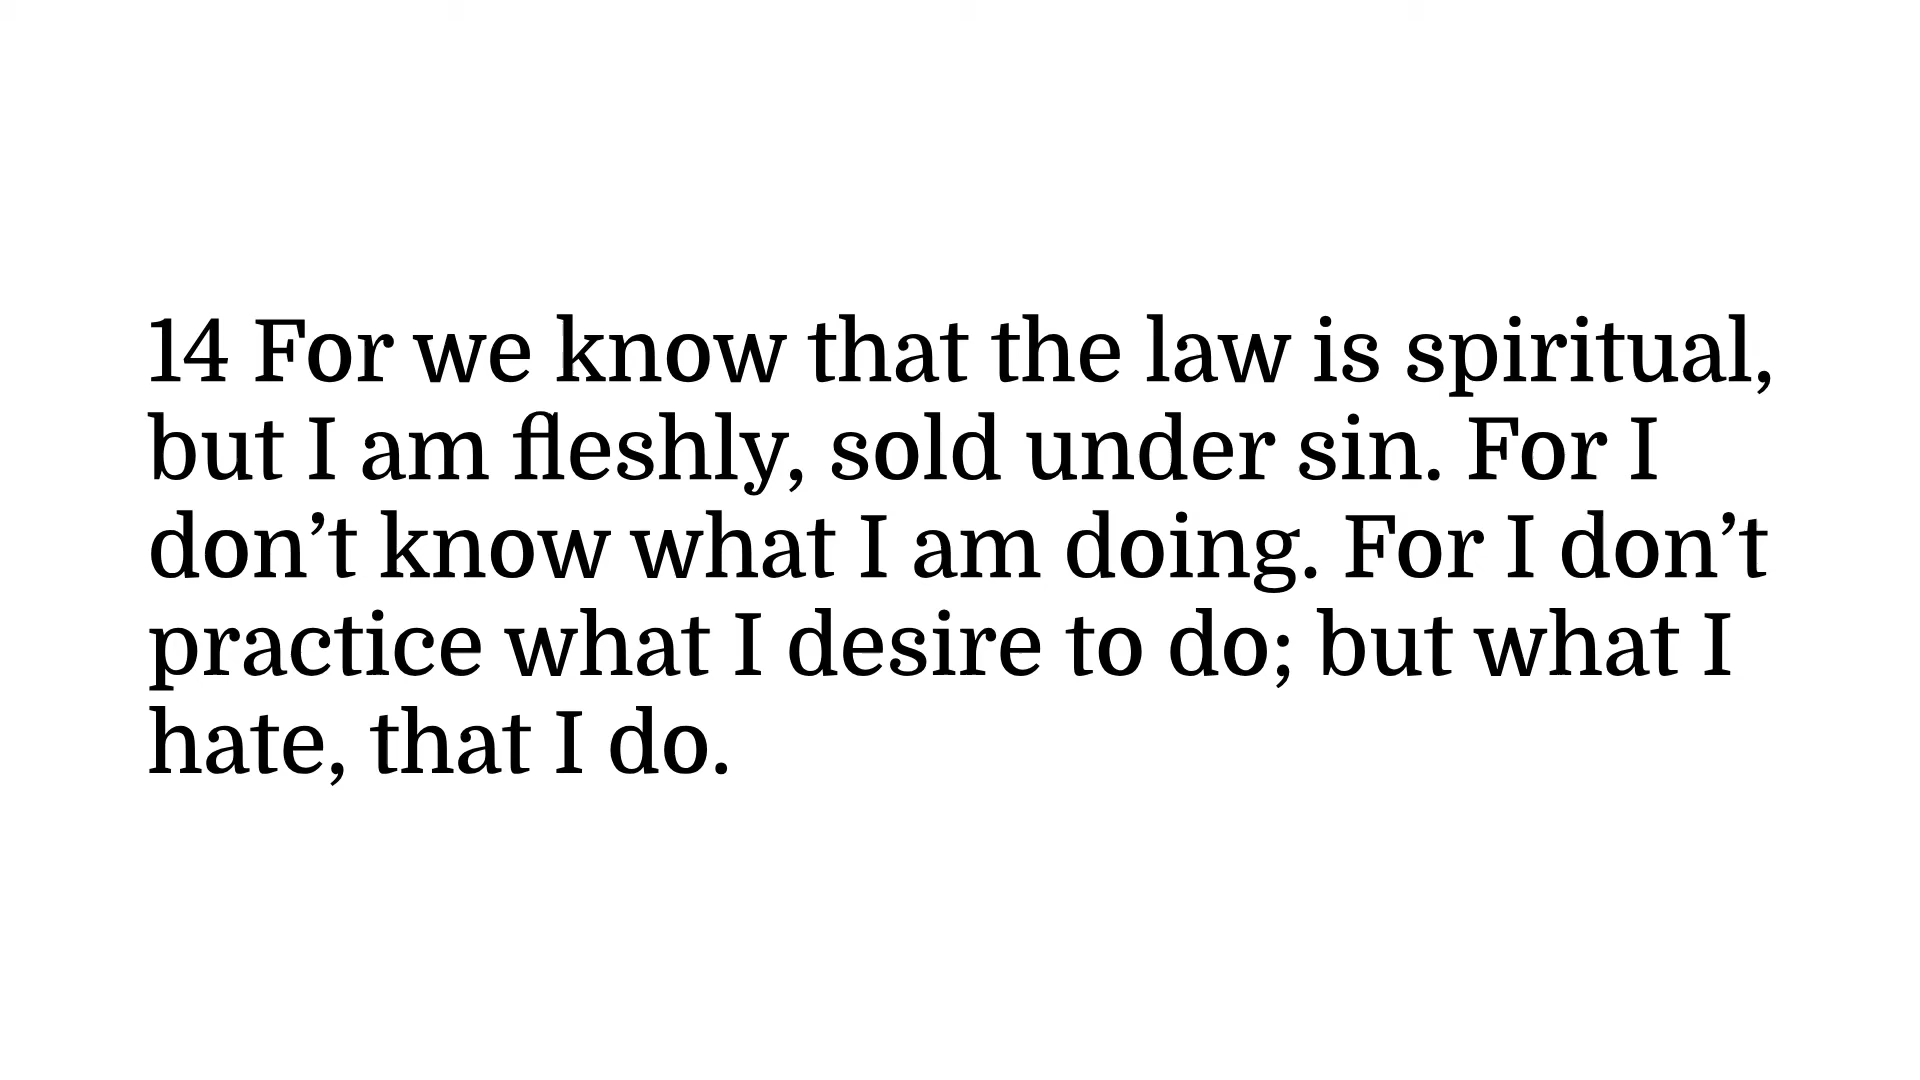 14 For we know that the law is spiritual,
but I am fleshly, sold under sin. For I
don’t know what I am doing. For I don’t
practice what I desire to do; but what I
hate, that I do.